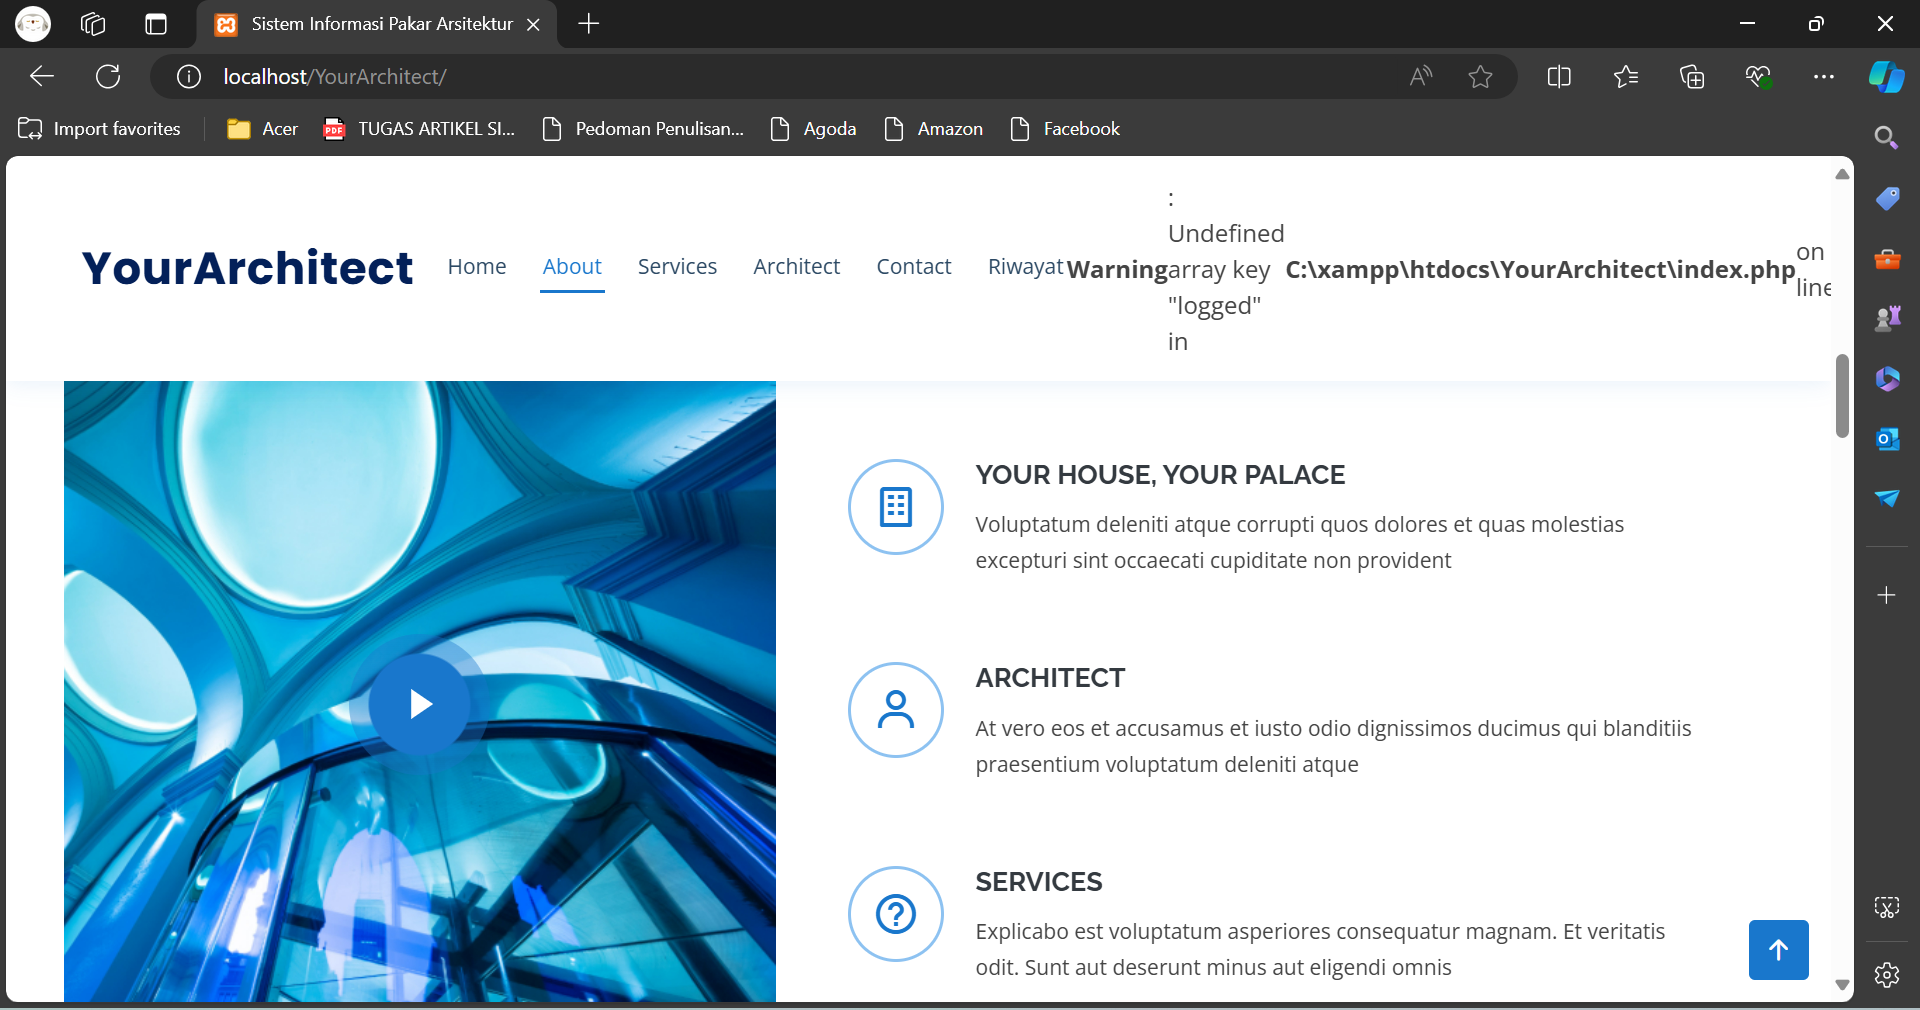 Sistem Informasi Pakar Arsitektur
localhost/YourArchitect/
Import favorites
Acer
PDF
TUGAS ARTIKEL SI...
Pedoman Penulisan...
Agoda
Amazon
Facebook
YourArchitect
Home
About
Services
Architect
Contact
Riwayat
Warning
:
Undefined
array key
"logged"
in
C:\xampp\htdocs\YourArchitect\index.php
on
line
YOUR HOUSE, YOUR PALACE
Voluptatum deleniti atque corrupti quos dolores et quas molestias
excepturi sint occaecati cupiditate non provident
ARCHITECT
At vero eos et accusamus et iusto odio dignissimos ducimus qui blanditiis
praesentium voluptatum deleniti atque
SERVICES
Explicabo est voluptatum asperiores consequatur magnam. Et veritatis
odit. Sunt aut deserunt minus aut eligendi omnis